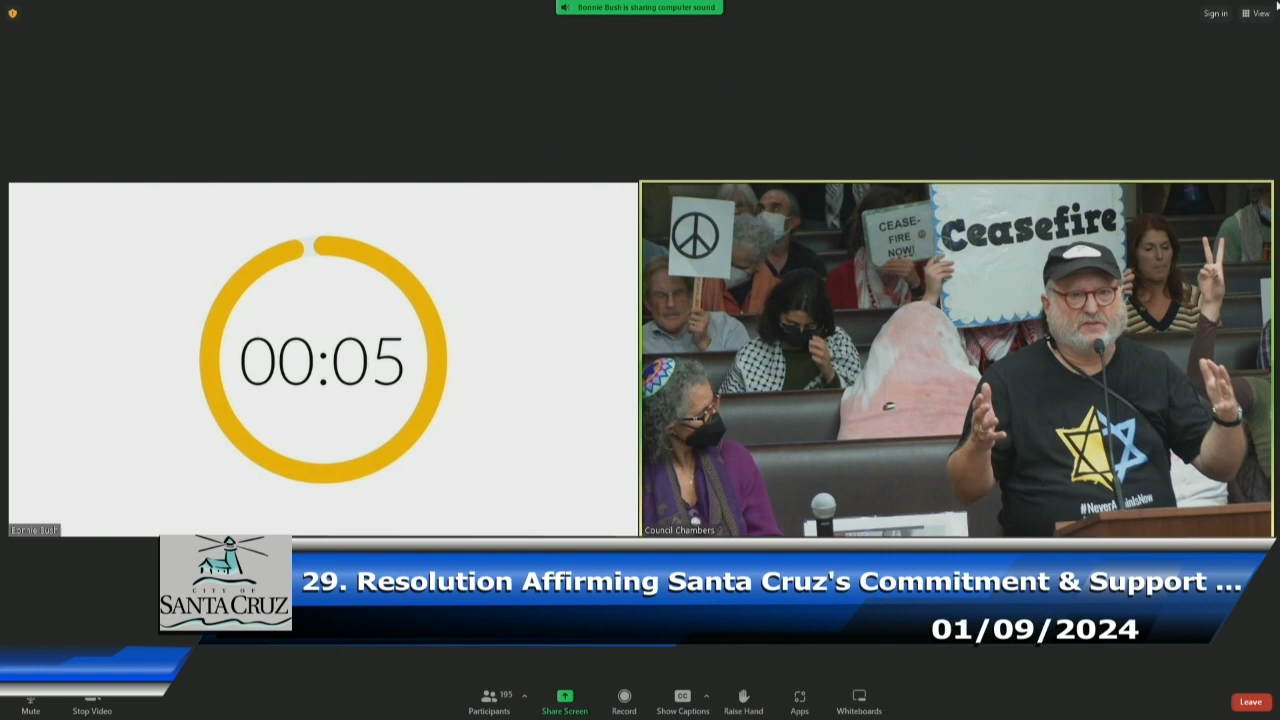 Bonnie Bush is sharing computer sound
Sign in
View
00:05
CEASE-
FIRE
NOW!
Ceasefire
#NeverAgainIsNow
Bonnie Bush
Council Chambers
CITY OF
SANTA CRUZ
29. Resolution Affirming Santa Cruz's Commitment & Support ...
01/09/2024
Mute
Stop Video
Participants
195
Share Screen
Record
CC
Show Captions
Raise Hand
Apps
Whiteboards
Leave